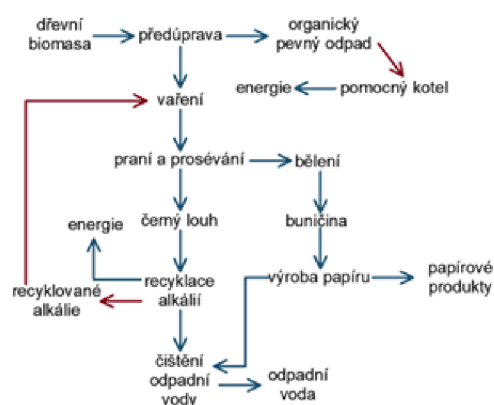 dřevní
biomasa
předúprava
organický
pevný odpad
energie
pomocný kotel
vaření
praní a prosévání
bělení
energie
černý louh
buničina
recyklované
alkálie
recyklace
alkálií
výroba papíru
papírové
produkty
čištění
odpadní
vody
odpadní
voda